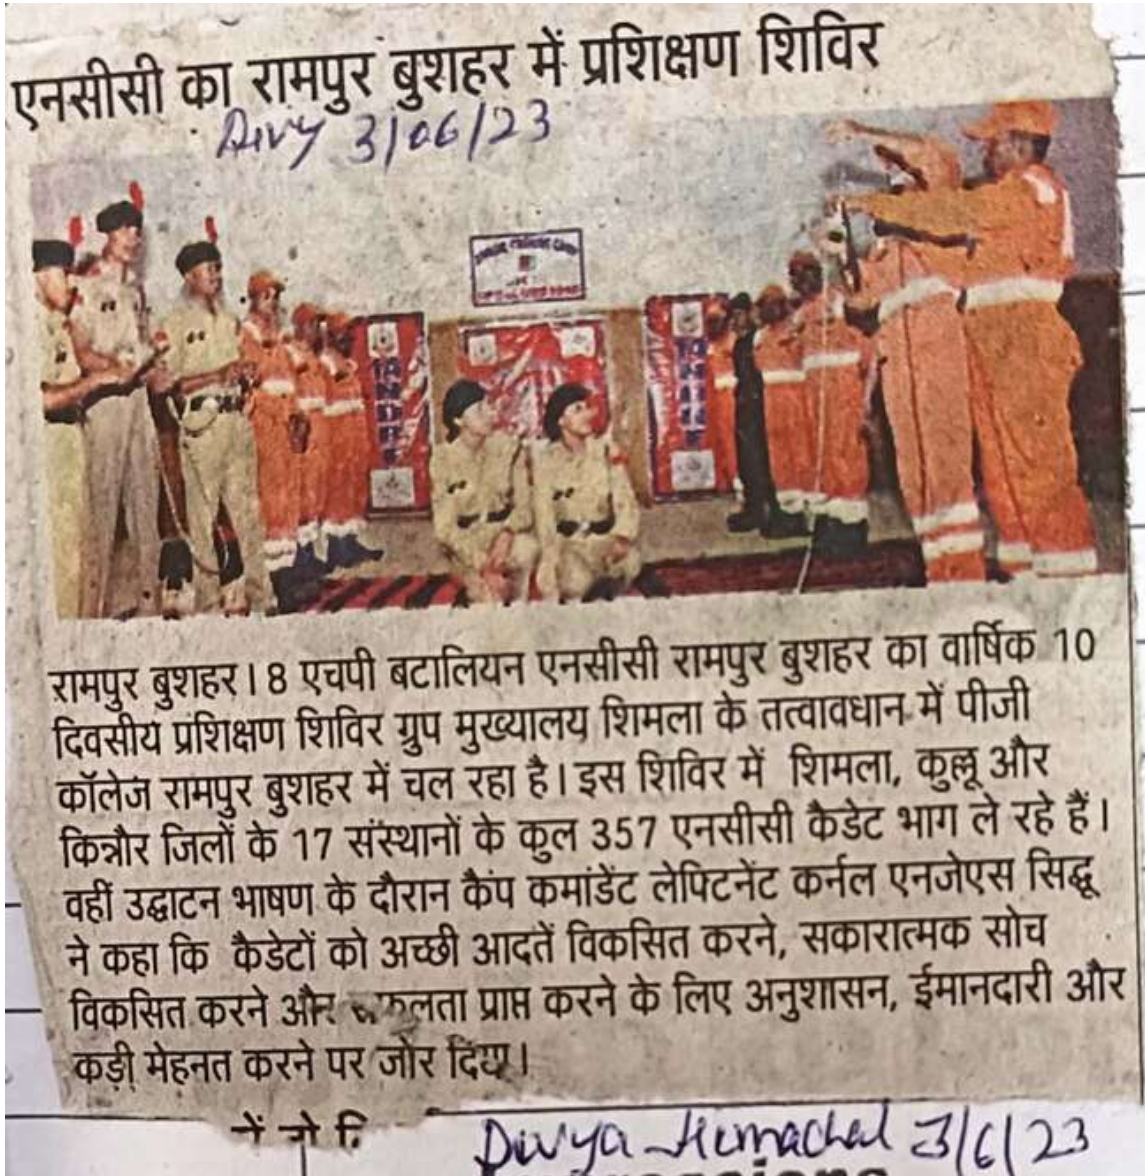 एनसीसी का रामपुर बुशहर में प्रशिक्षण शिविर
Divy 3/06/23
रामपुर बुशहर। 8 एचपी बटालियन एनसीसी रामपुर बुशहर का वार्षिक 10
दिवसीय प्रशिक्षण शिविर ग्रुप मुख्यालय शिमला के तत्वावधान में पीजी
कॉलेज रामपुर बुशहर में चल रहा है। इस शिविर में शिमला, कुल्लू और
किन्नौर जिलों के 17 संस्थानों के कुल 357 एनसीसी कैडेट भाग ले रहे हैं।
वहीं उद्घाटन भाषण के दौरान कैंप कमांडेंट लेफ्टिनेंट कर्नल एनजेएस सिद्धू
ने कहा कि कैडेटों को अच्छी आदतें विकसित करने, सकारात्मक सोच
विकसित करने और सफलता प्राप्त करने के लिए अनुशासन, ईमानदारी और
कड़ी मेहनत करने पर जोर दिया।
Divya Himachal 3/6/23